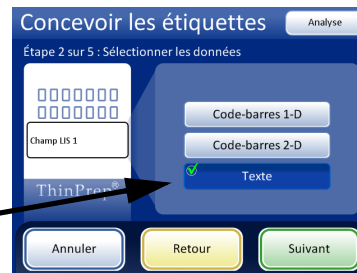 Concevoir les étiquettes
Analyse
Étape 2 sur 5 : Sélectionner les données
Champ LIS 1
ThinPrep®
Code-barres 1-D
Code-barres 2-D
Texte
Annuler
Retour
Suivant